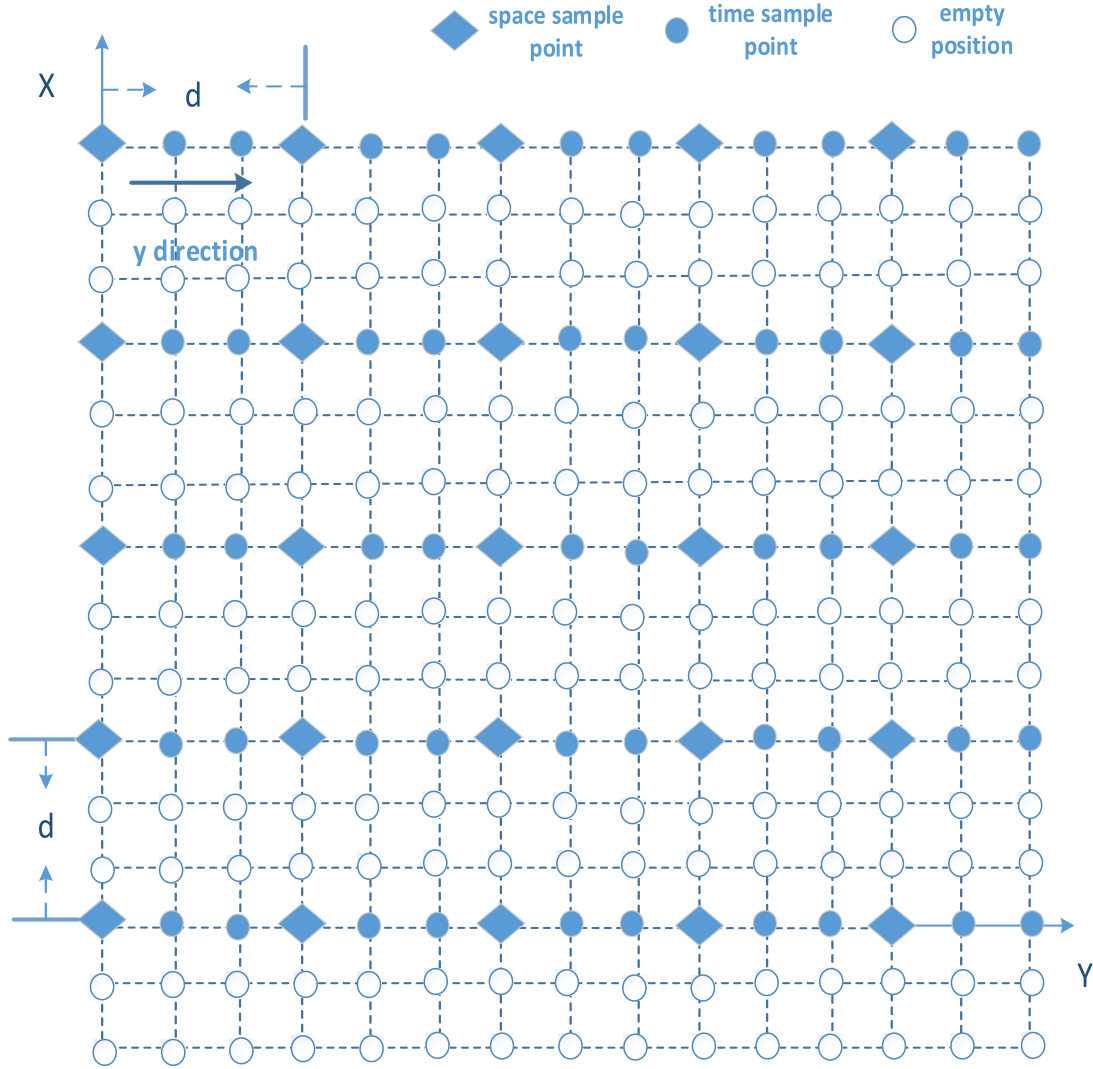 space sample
point
time sample
point
empty
position
X
d
y direction
d
Y